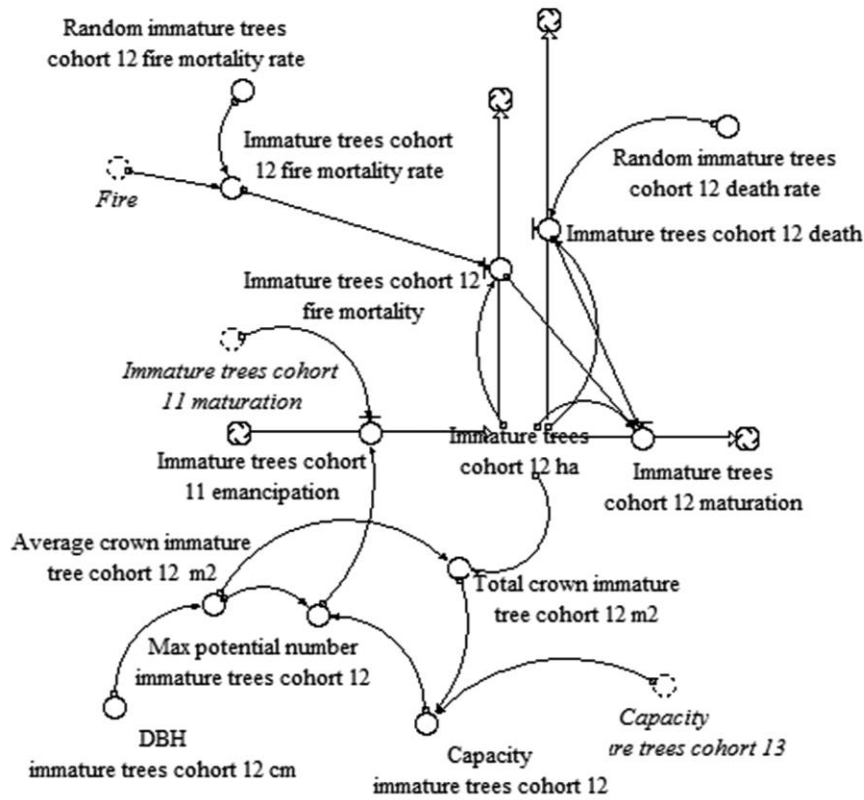 Random immature trees
cohort 12 fire mortality rate
Immature trees cohort
12 fire mortality rate
Fire
Random immature trees
cohort 12 death rate
Immature trees cohort 12 death
Immature trees cohort 12
fire mortality
Immature trees cohort
11 maturation
Immature trees
cohort 12 ha
Immature trees cohort
11 emancipation
Immature trees
cohort 12 maturation
Average crown immature
tree cohort 12 m2
Total crown immature
tree cohort 12 m2
Max potential number
immature trees cohort 12
DBH
immature trees cohort 12 cm
Capacity
immature trees cohort 12
Capacity
re trees cohort 13